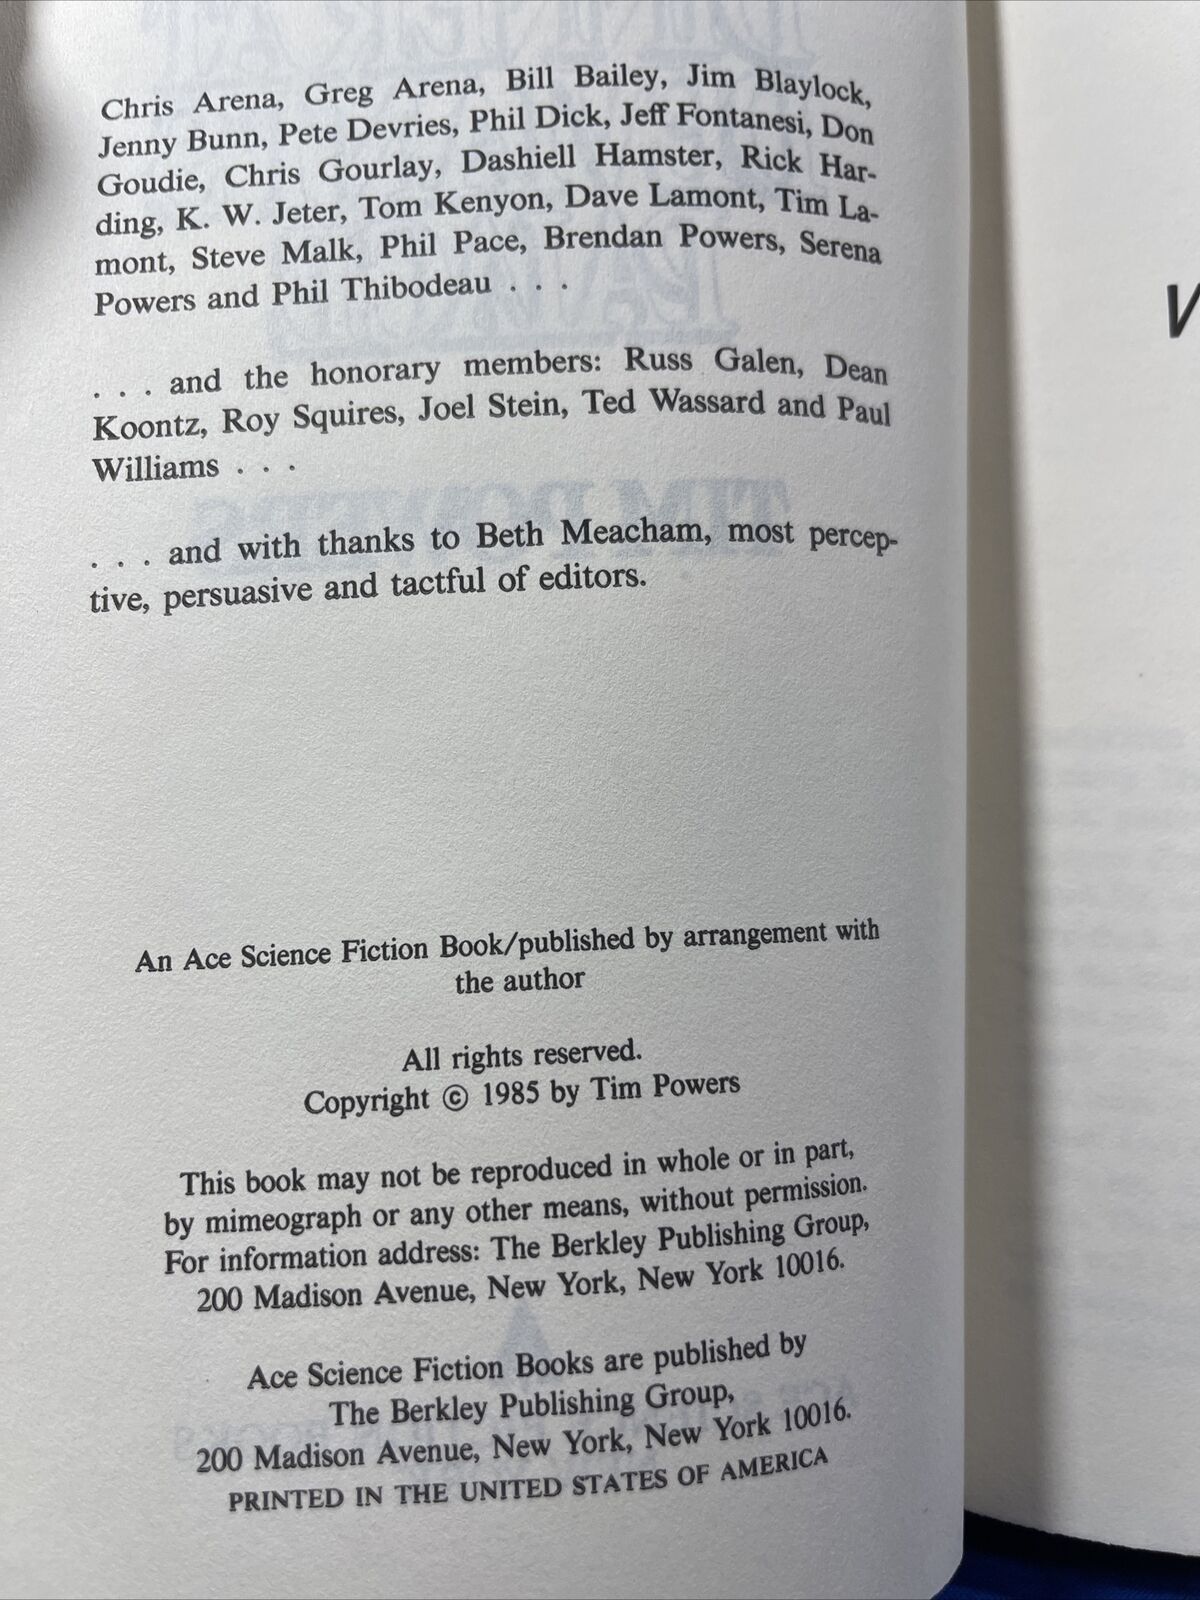 Chris Arena, Greg Arena, Bill Bailey, Jim Blaylock,
Jenny Bunn, Pete Devries, Phil Dick, Jeff Fontanesi, Don
Goudie, Chris Gourlay, Dashiell Hamster, Rick Har-
ding, K. W. Jeter, Tom Kenyon, Dave Lamont, Tim La-
mont, Steve Malk, Phil Pace, Brendan Powers, Serena
Powers and Phil Thibodeau . . .
. . . and the honorary members: Russ Galen, Dean
Koontz, Roy Squires, Joel Stein, Ted Wassard and Paul
Williams . . .
. . . and with thanks to Beth Meacham, most percep-
tive, persuasive and tactful of editors.
An Ace Science Fiction Book/published by arrangement with
the author
All rights reserved.
Copyright © 1985 by Tim Powers
This book may not be reproduced in whole or in part,
by mimeograph or any other means, without permission.
For information address: The Berkley Publishing Group,
200 Madison Avenue, New York, New York 10016.
Ace Science Fiction Books are published by
The Berkley Publishing Group,
200 Madison Avenue, New York, New York 10016.
PRINTED IN THE UNITED STATES OF AMERICA